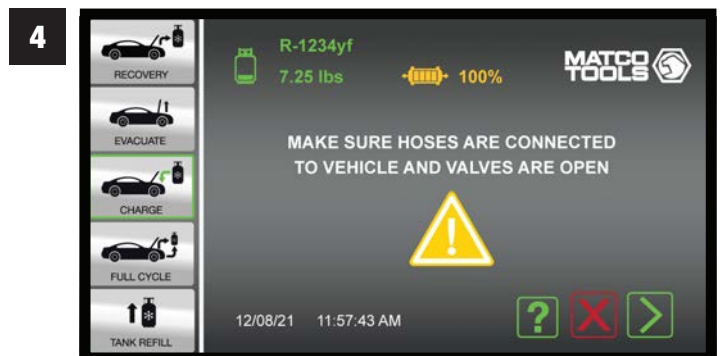 4
RECOVERY
EVACUATE
CHARGE
FULL CYCLE
TANK REFILL
R-1234yf
7.25 lbs
100%
MATCO
TOOLS
MAKE SURE HOSES ARE CONNECTED
TO VEHICLE AND VALVES ARE OPEN
12/08/21 11:57:43 AM
?